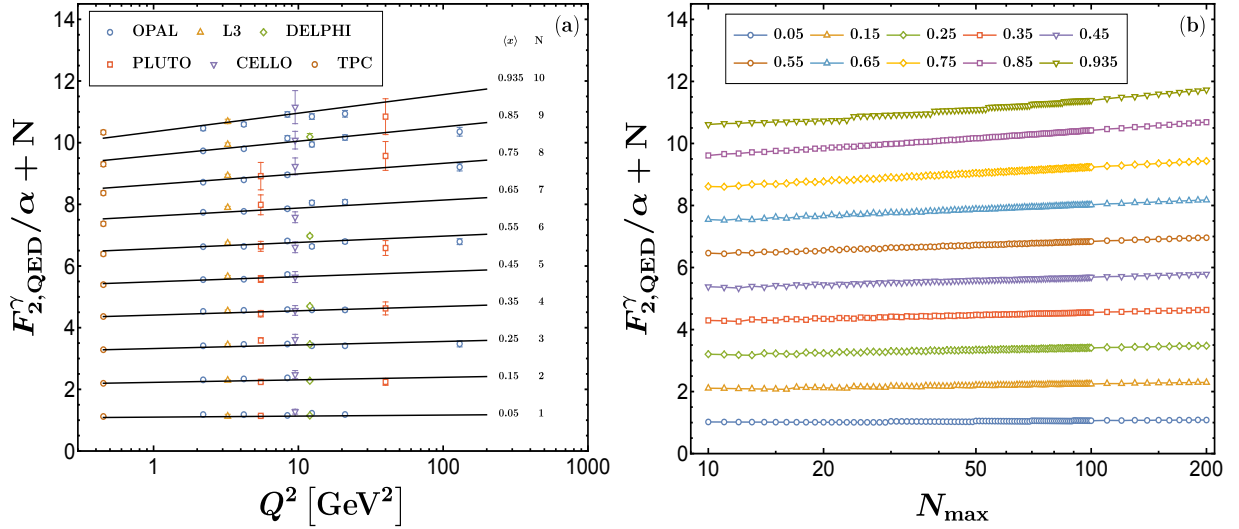 (a)
OPAL L3 DELPHI
PLUTO CELLO TPC
⟨x⟩ N
0.935 10
0.85 9
0.75 8
0.65 7
0.55 6
0.45 5
0.35 4
0.25 3
0.15 2
0.05 1
14
12
10
8
6
4
2
0
F₂,QED^γ/α + N
1 10 100 1000
Q² [GeV²]
(b)
0.05 0.15 0.25 0.35 0.45
0.55 0.65 0.75 0.85 0.935
14
12
10
8
6
4
2
0
F₂,QED^γ/α + N
10 20 50 100 200
N_max